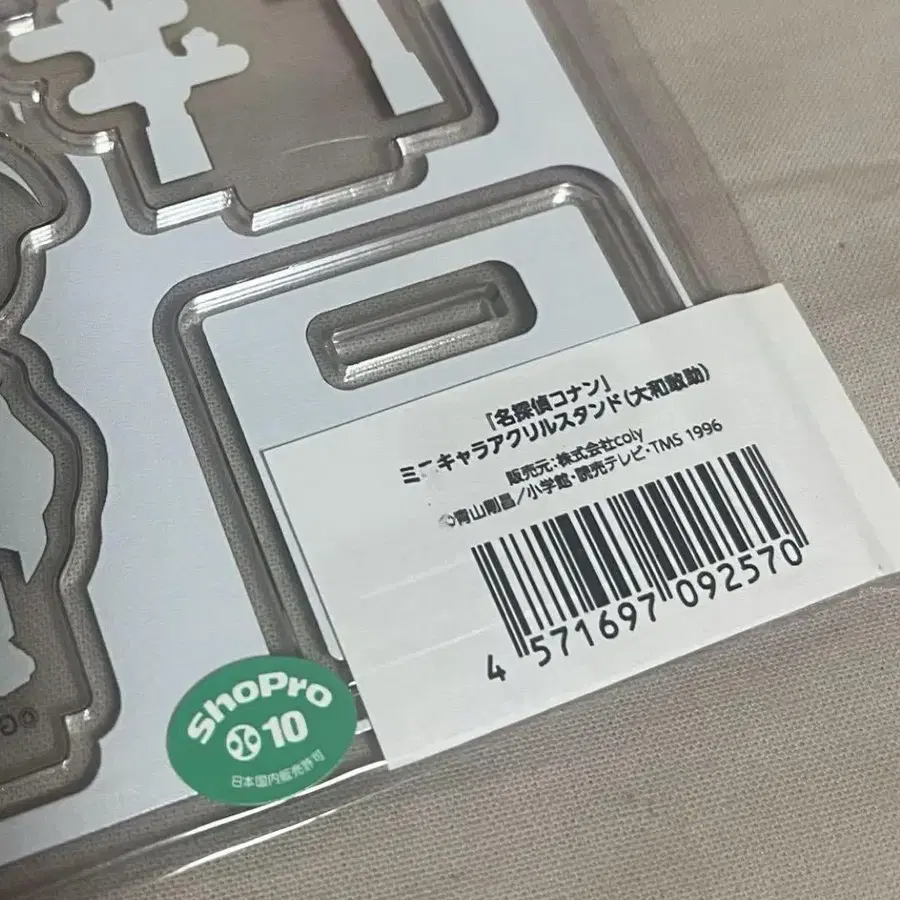 『名探偵コナン』
ミニキャラアクリルスタンド(大和敢助)
販売元:株式会社coly
©青山剛昌/小学館・読売テレビ・TMS 1996
4 571697 092570
ShoPro
10
日本国内販売許可
©G